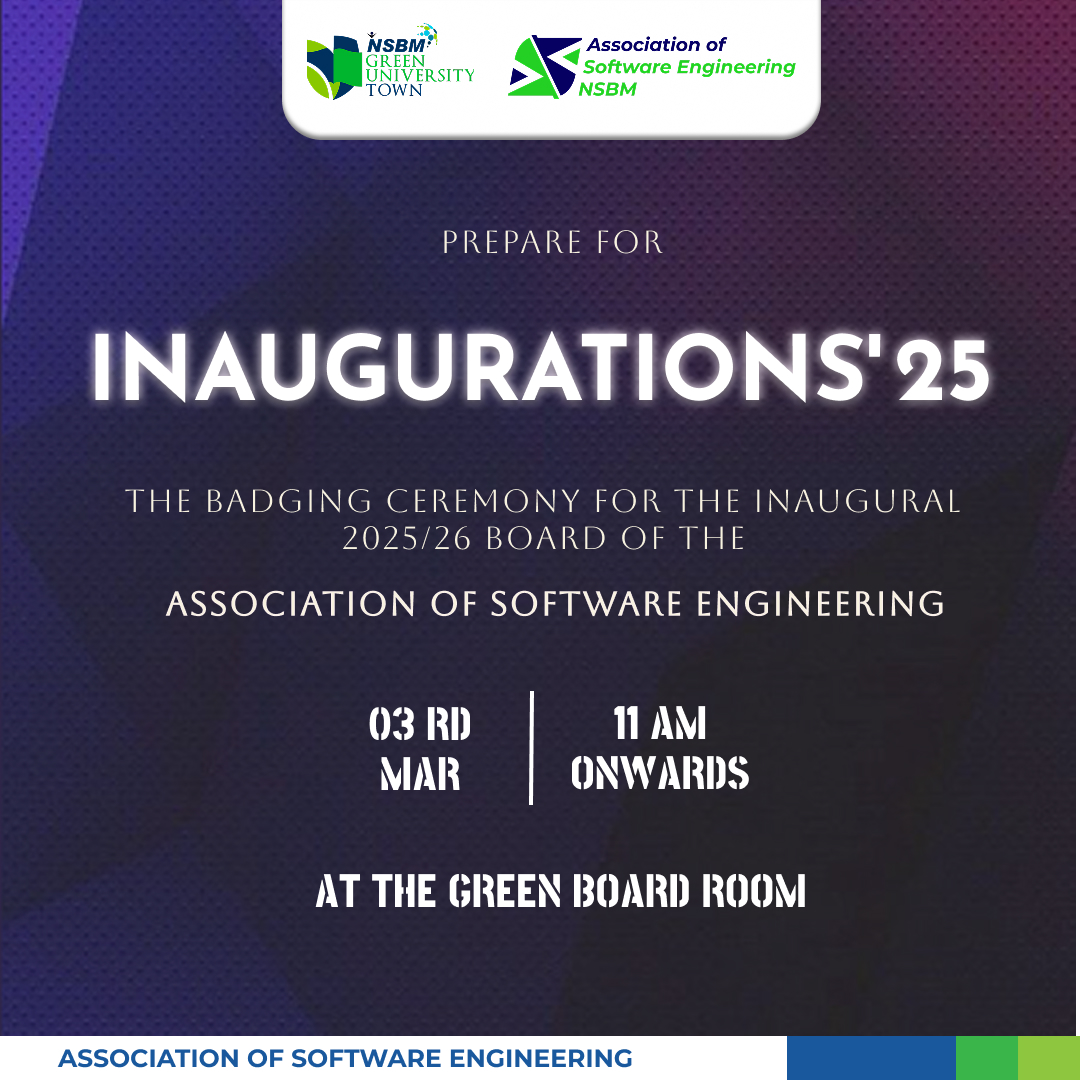 NSBM
GREEN
UNIVERSITY
TOWN
Association of
Software Engineering
NSBM
PREPARE FOR
INAUGURATIONS'25
THE BADGING CEREMONY FOR THE INAUGURAL
2025/26 BOARD OF THE
ASSOCIATION OF SOFTWARE ENGINEERING
03 RD
MAR
11 AM
ONWARDS
AT THE GREEN BOARD ROOM
ASSOCIATION OF SOFTWARE ENGINEERING